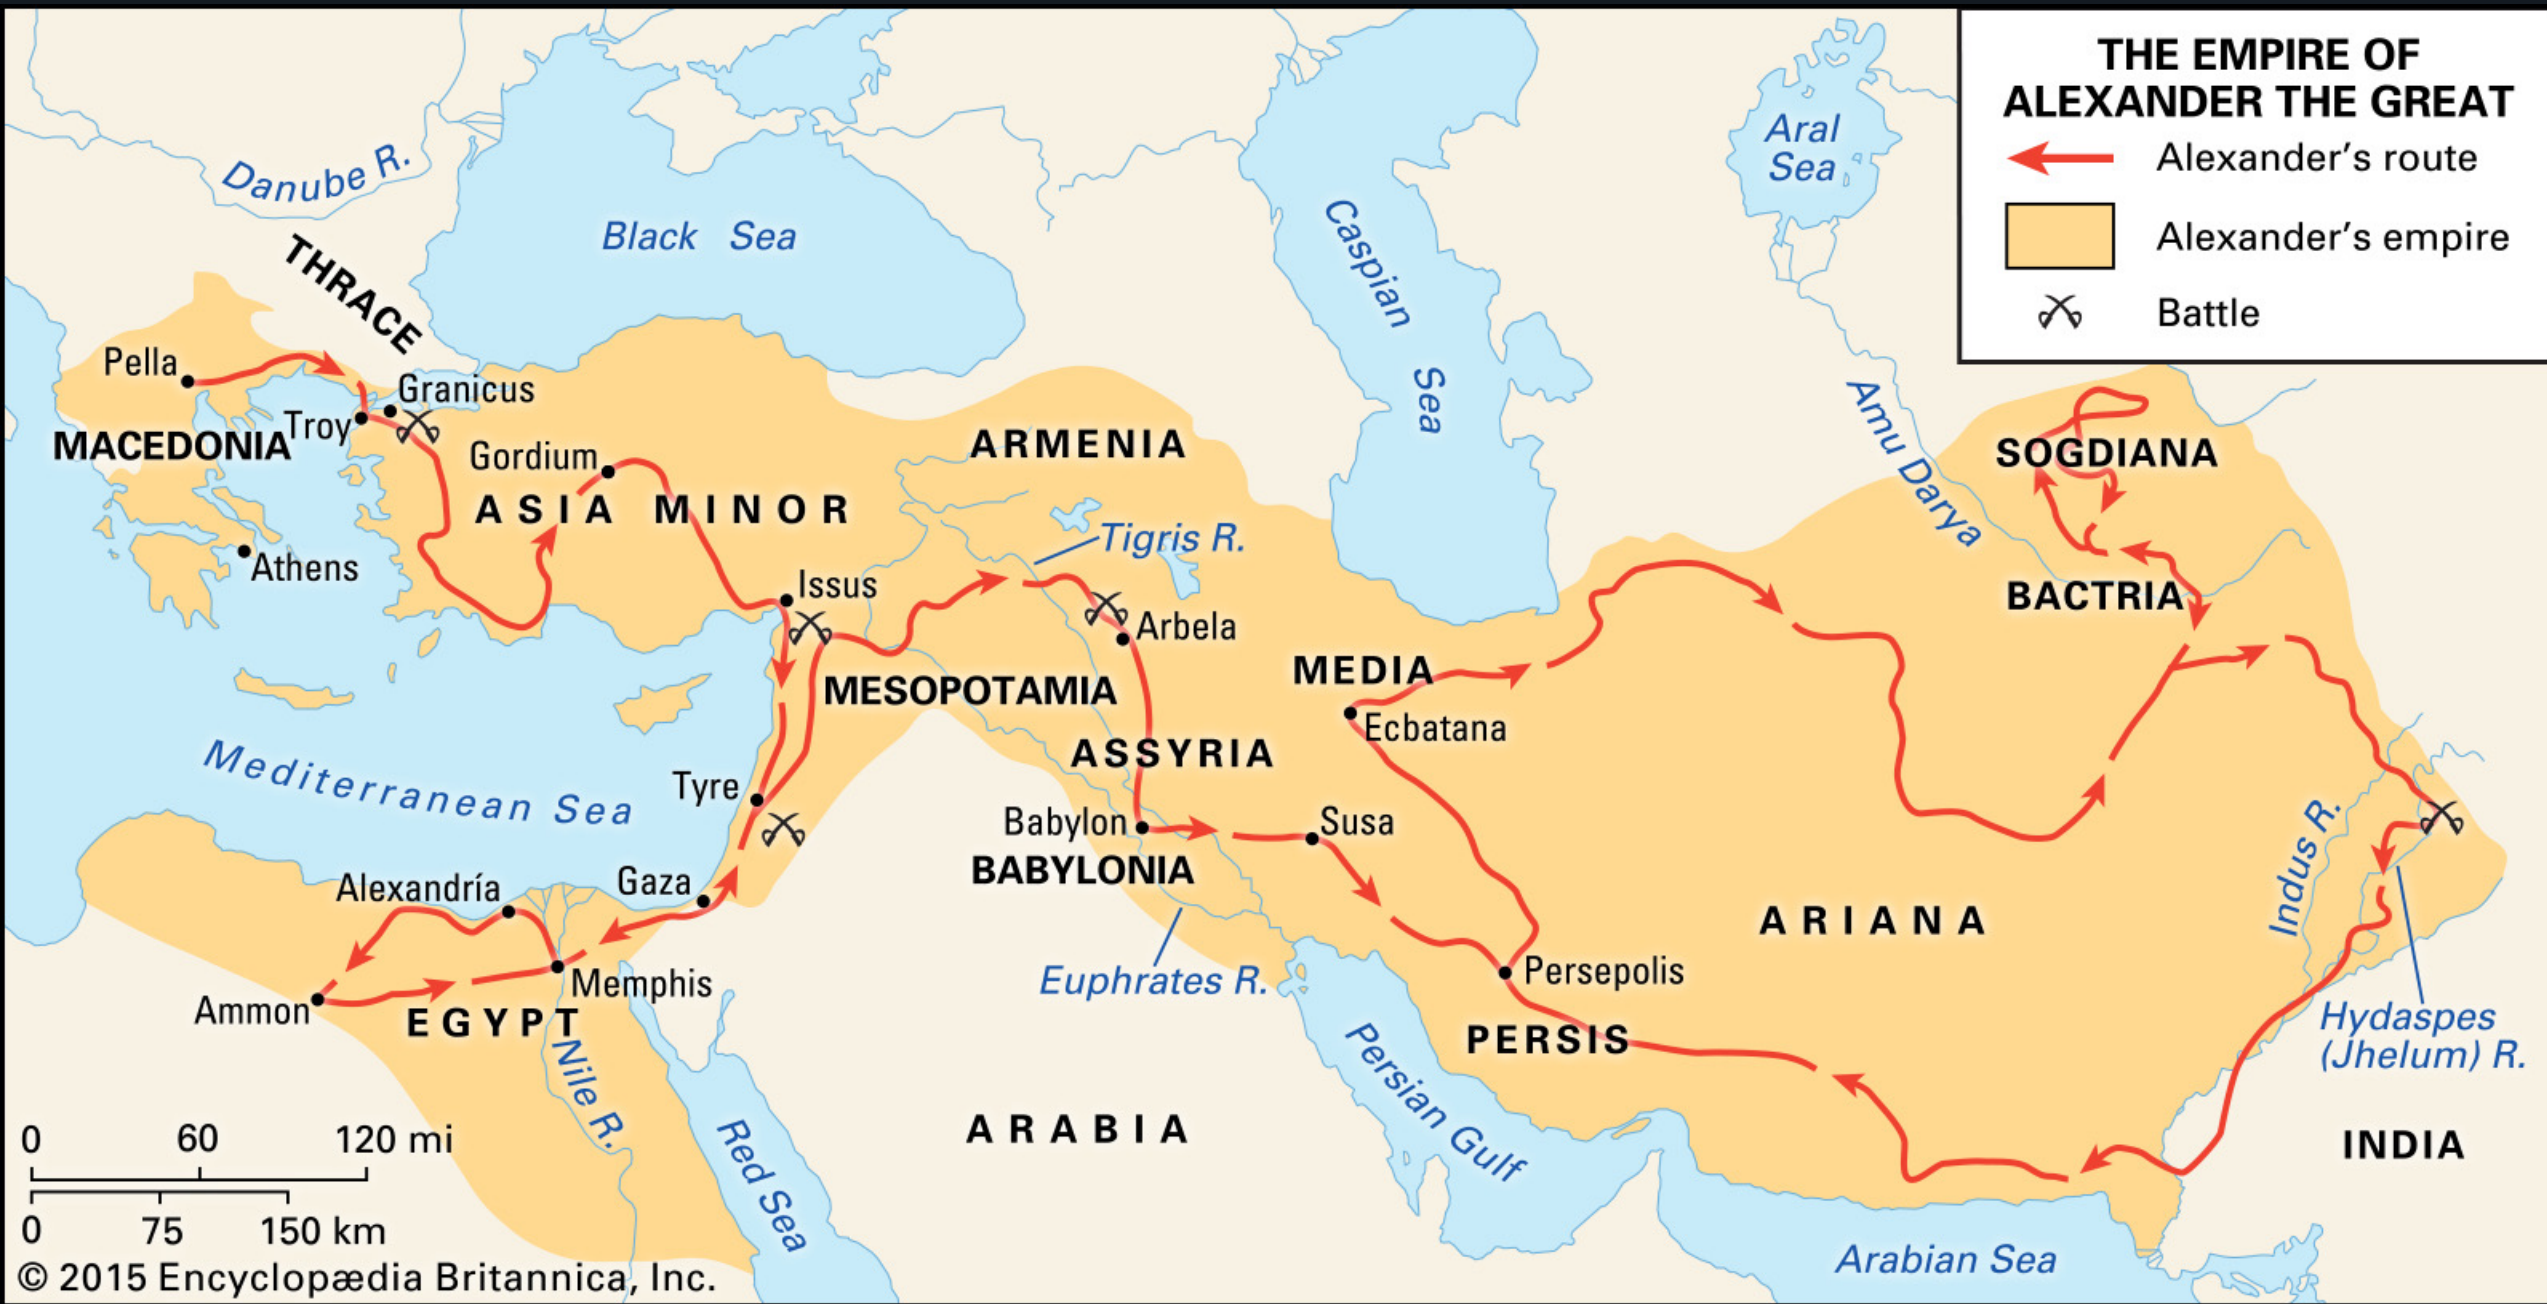 THE EMPIRE OF
ALEXANDER THE GREAT
Alexander's route
Alexander's empire
Battle
Danube R.
THRACE
Black Sea
Caspian Sea
Aral
Sea
Amu Darya
Pella
Granicus
Troy
MACEDONIA
Gordium
ASIA MINOR
ARMENIA
SOGDIANA
Athens
Tigris R.
Issus
BACTRIA
Arbela
MESOPOTAMIA
MEDIA
Ecbatana
ASSYRIA
Mediterranean Sea
Tyre
Babylon
Susa
BABYLONIA
Indus R.
Alexandría
Gaza
ARIANA
Memphis
Euphrates R.
Persepolis
Ammon
EGYPT
Nile R.
PERSIS
Hydaspes
(Jhelum) R.
Persian Gulf
ARABIA
Red Sea
INDIA
Arabian Sea
0 60 120 mi
0 75 150 km
© 2015 Encyclopædia Britannica, Inc.